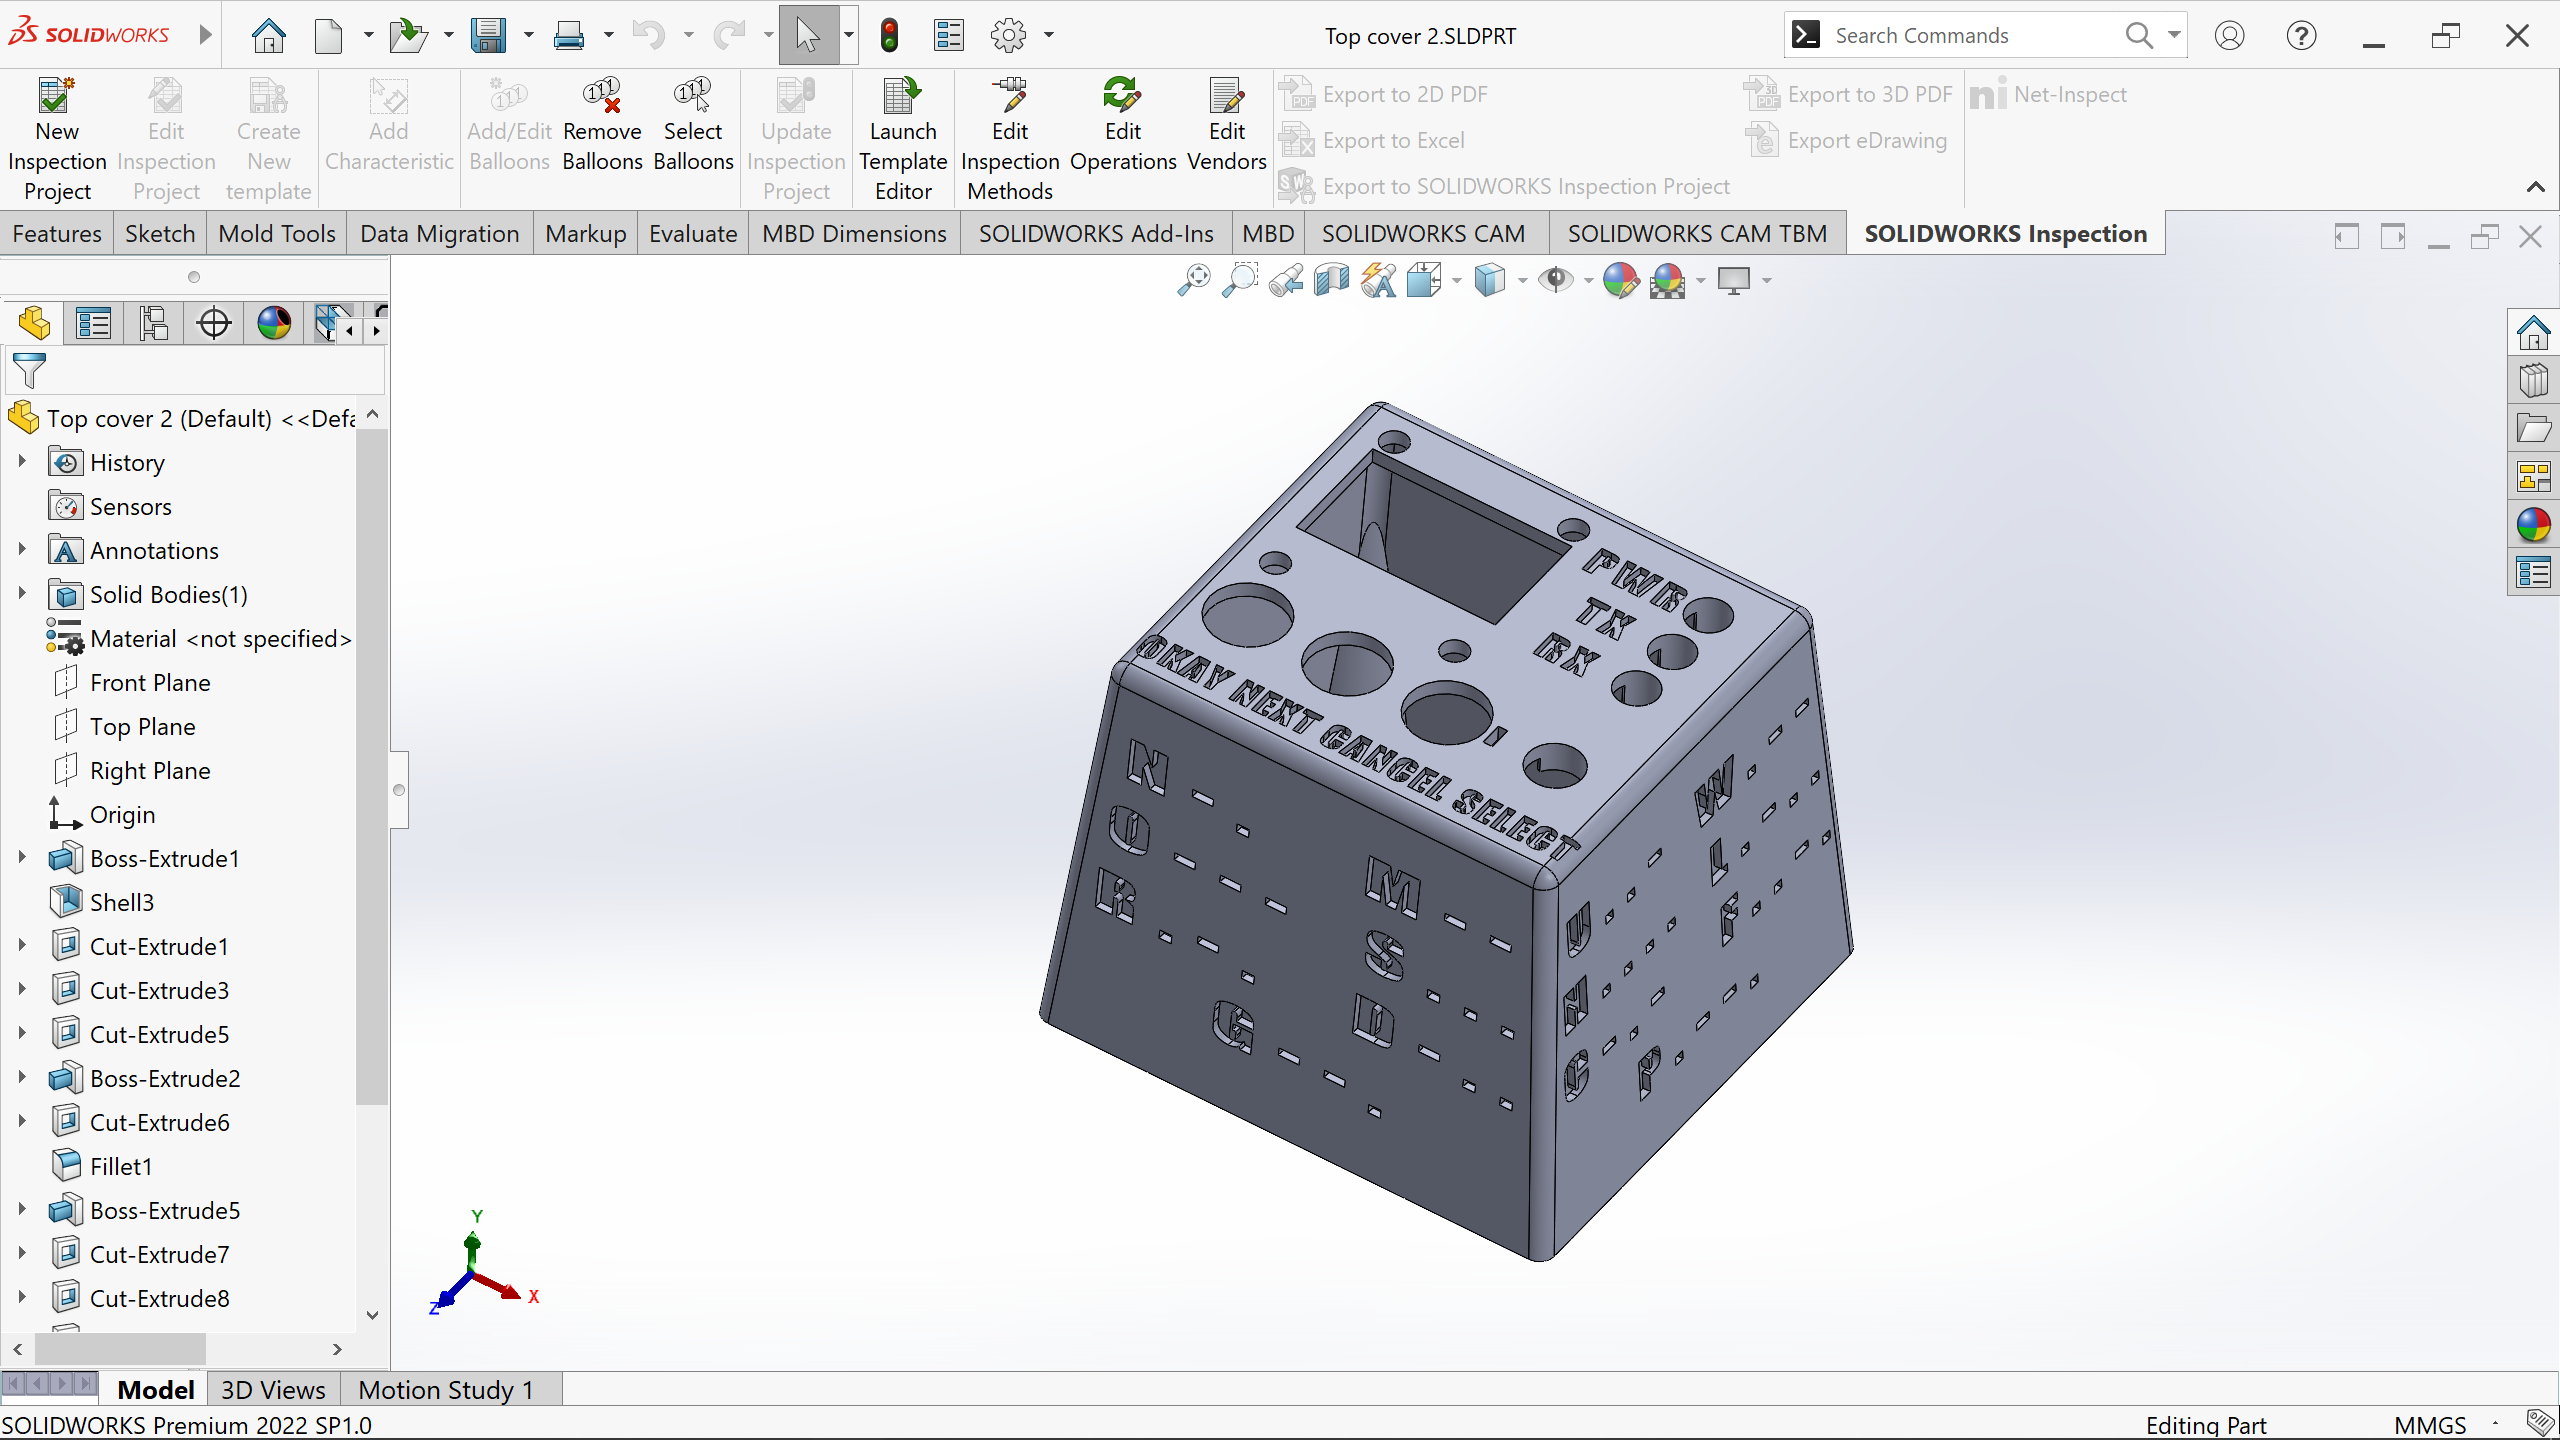 SOLIDWORKS
Top cover 2.SLDPRT
Search Commands
New Inspection Project
Edit Inspection Project
Create New template
Add Characteristic
Add/Edit Balloons
Remove Balloons
Select Balloons
Update Inspection Project
Launch Template Editor
Edit Inspection Methods
Edit Operations
Edit Vendors
Export to 2D PDF
Export to Excel
Export to SOLIDWORKS Inspection Project
Export to 3D PDF
Export eDrawing
Net-Inspect
Features
Sketch
Mold Tools
Data Migration
Markup
Evaluate
MBD Dimensions
SOLIDWORKS Add-Ins
MBD
SOLIDWORKS CAM
SOLIDWORKS CAM TBM
SOLIDWORKS Inspection
Top cover 2 (Default) <<Defa
History
Sensors
Annotations
Solid Bodies(1)
Material <not specified>
Front Plane
Top Plane
Right Plane
Origin
Boss-Extrude1
Shell3
Cut-Extrude1
Cut-Extrude3
Cut-Extrude5
Boss-Extrude2
Cut-Extrude6
Fillet1
Boss-Extrude5
Cut-Extrude7
Cut-Extrude8
PWR
TX
RX
OKAY NEXT CANCEL SELECT
N
O
R
G
M
S
D
W
L
F
U
H
C
P
Y
X
Z
Model
3D Views
Motion Study 1
SOLIDWORKS Premium 2022 SP1.0
Editing Part
MMGS